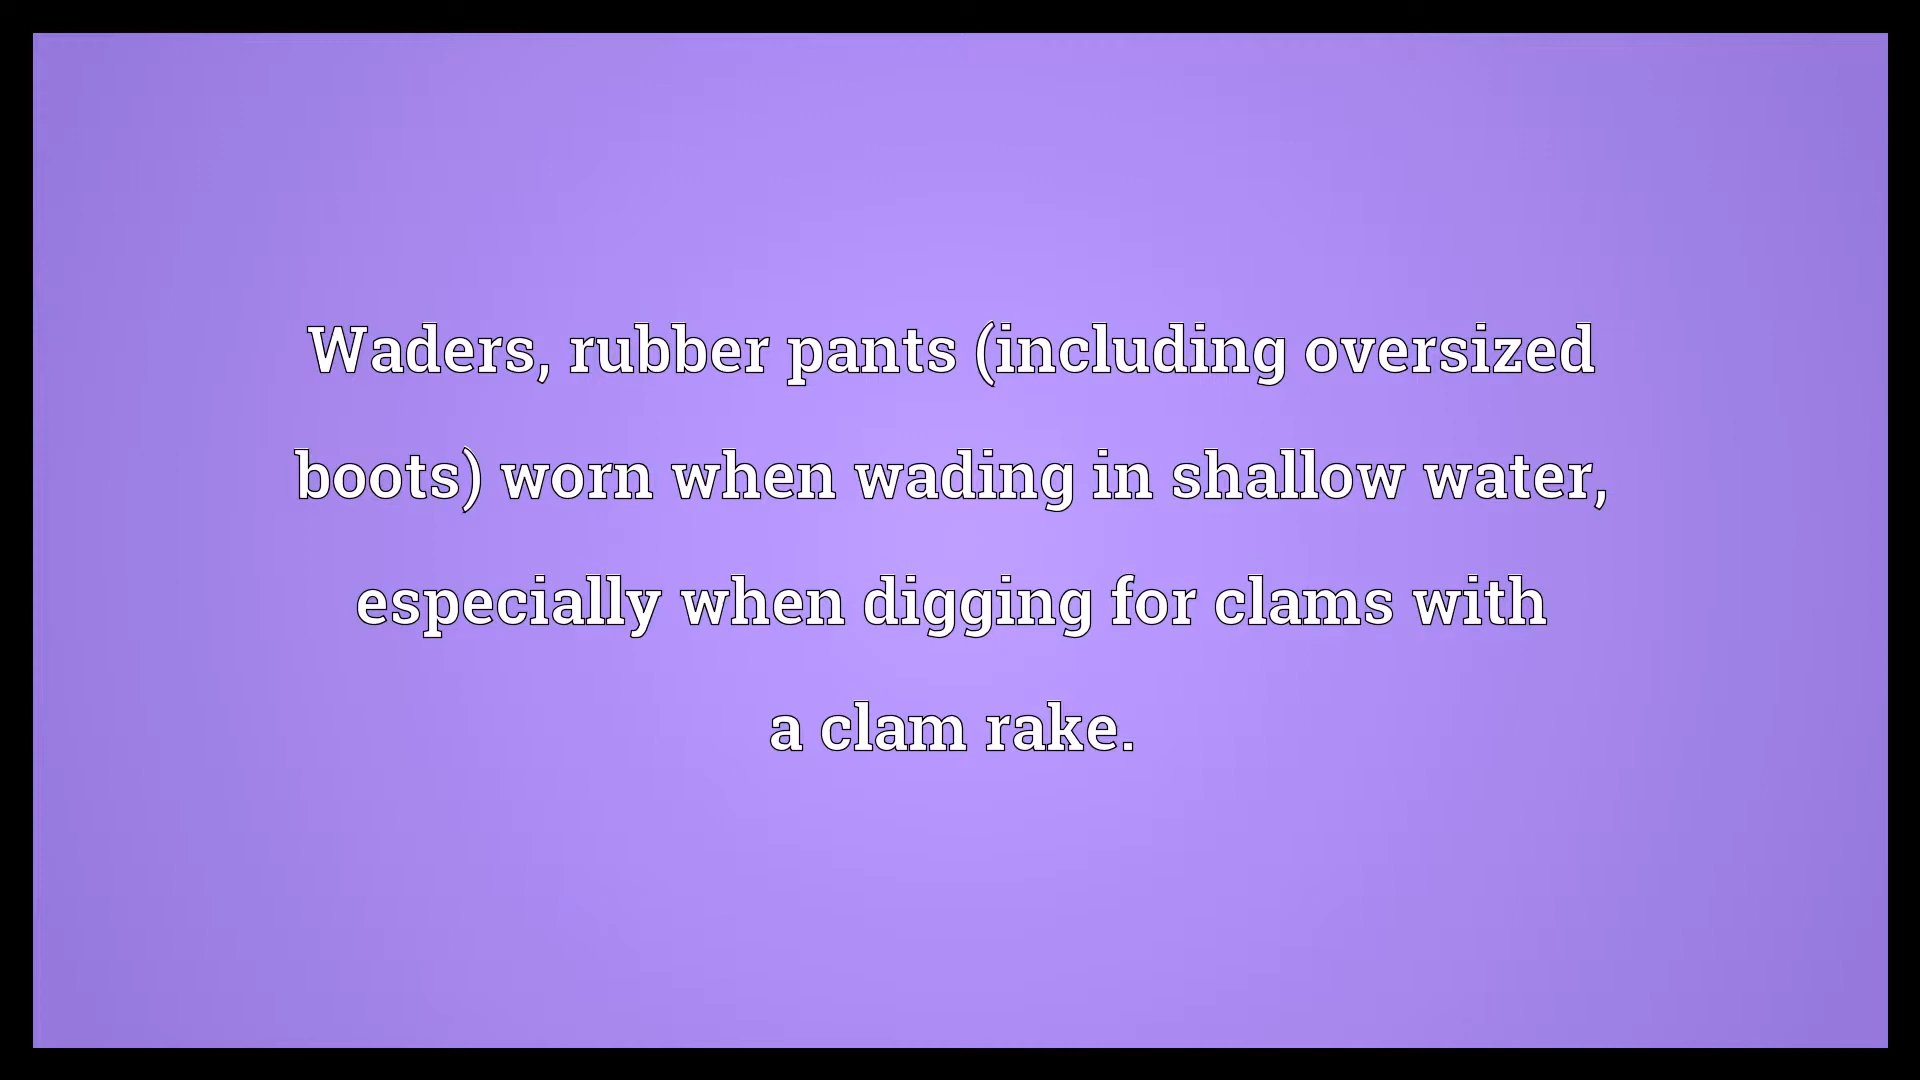 Waders, rubber pants (including oversized
boots) worn when wading in shallow water,
especially when digging for clams with
a clam rake.